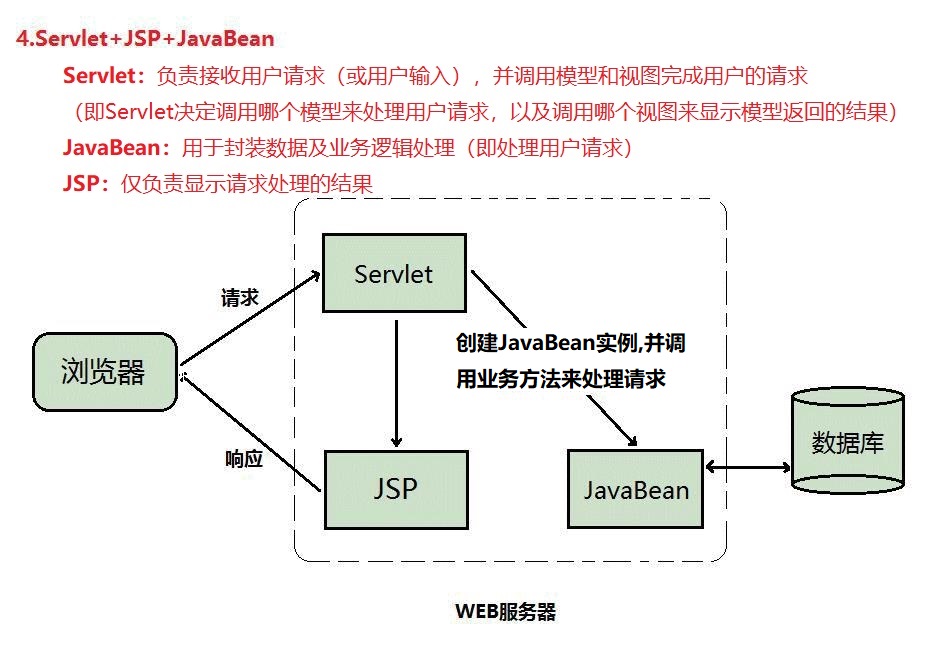 4.Servlet+JSP+JavaBean
Servlet：负责接收用户请求（或用户输入），并调用模型和视图完成用户的请求
（即Servlet决定调用哪个模型来处理用户请求，以及调用哪个视图来显示模型返回的结果）
JavaBean：用于封装数据及业务逻辑处理（即处理用户请求）
JSP：仅负责显示请求处理的结果
Servlet
请求
创建JavaBean实例,并调
用业务方法来处理请求
浏览器
数据库
响应
JSP
JavaBean
WEB服务器